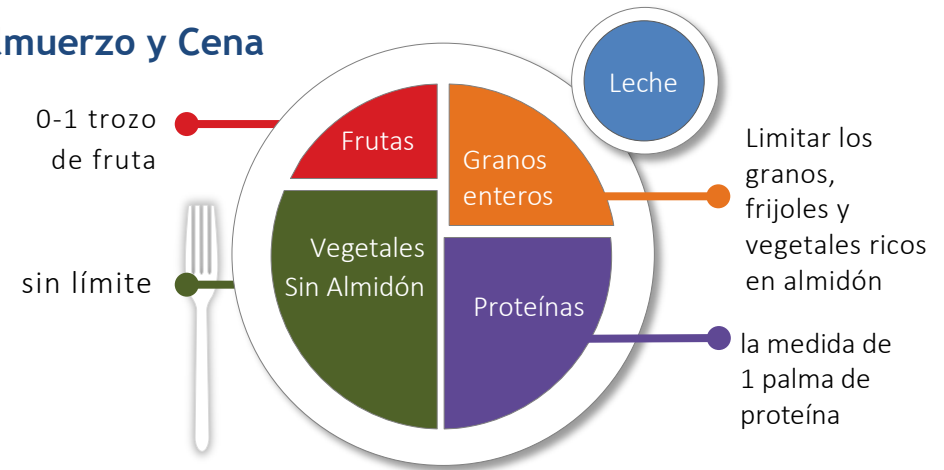 y Cena
Leche
0-1 trozo
de fruta
Frutas
Granos
enteros
Limitar los
granos,
frijoles y
vegetales ricos
en almidón
sin límite
Vegetales
Sin Almidón
Proteínas
la medida de
1 palma de
proteína